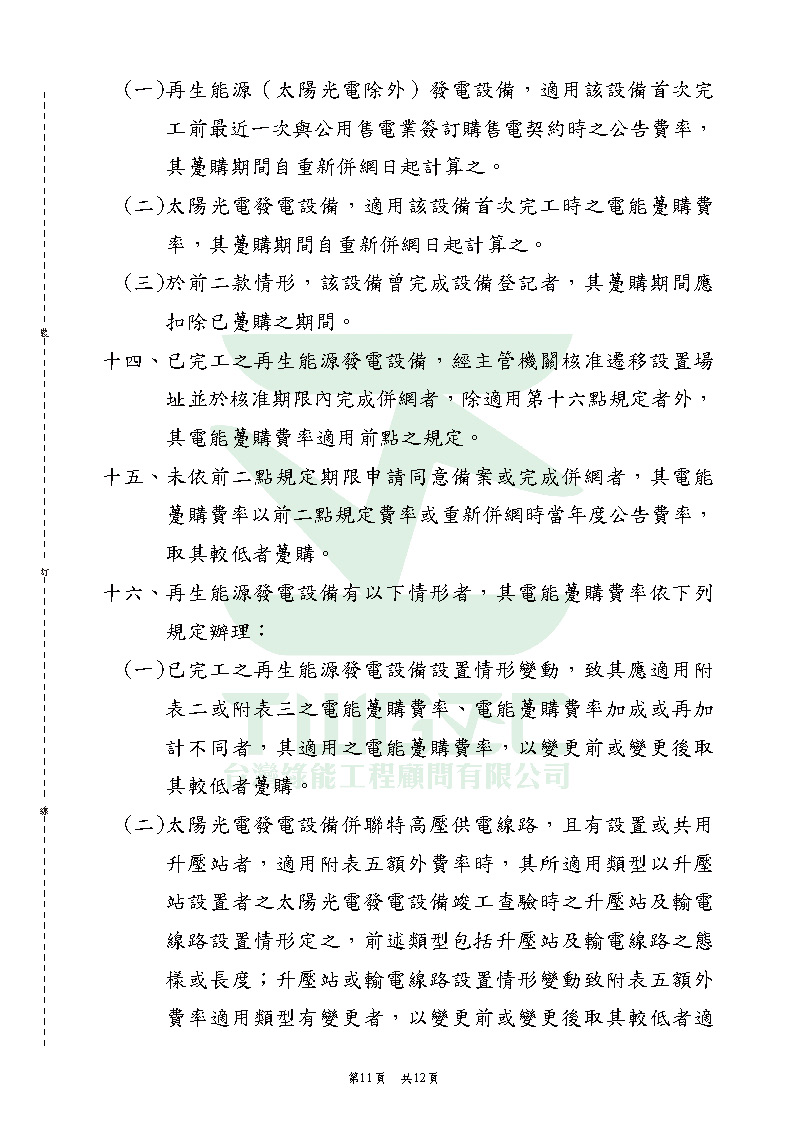 (一)再生能源（太陽光電除外）發電設備，適用該設備首次完
工前最近一次與公用售電業簽訂購售電契約時之公告費率，
其躉購期間自重新併網日起計算之。
(二)太陽光電發電設備，適用該設備首次完工時之電能躉購費
率，其躉購期間自重新併網日起計算之。
(三)於前二款情形，該設備曾完成設備登記者，其躉購期間應
扣除已躉購之期間。
裝
十四、已完工之再生能源發電設備，經主管機關核准遷移設置場
址並於核准期限內完成併網者，除適用第十六點規定者外，
其電能躉購費率適用前點之規定。
十五、未依前二點規定期限申請同意備案或完成併網者，其電能
躉購費率以前二點規定費率或重新併網時當年度公告費率，
取其較低者躉購。
訂
十六、再生能源發電設備有以下情形者，其電能躉購費率依下列
規定辦理：
(一)已完工之再生能源發電設備設置情形變動，致其應適用附
表二或附表三之電能躉購費率、電能躉購費率加成或再加
計不同者，其適用之電能躉購費率，以變更前或變更後取
其較低者躉購。
台灣綠能工程顧問有限公司
線
(二)太陽光電發電設備併聯特高壓供電線路，且有設置或共用
升壓站者，適用附表五額外費率時，其所適用類型以升壓
站設置者之太陽光電發電設備竣工查驗時之升壓站及輸電
線路設置情形定之，前述類型包括升壓站及輸電線路之態
樣或長度；升壓站或輸電線路設置情形變動致附表五額外
費率適用類型有變更者，以變更前或變更後取其較低者適
第11頁　共12頁